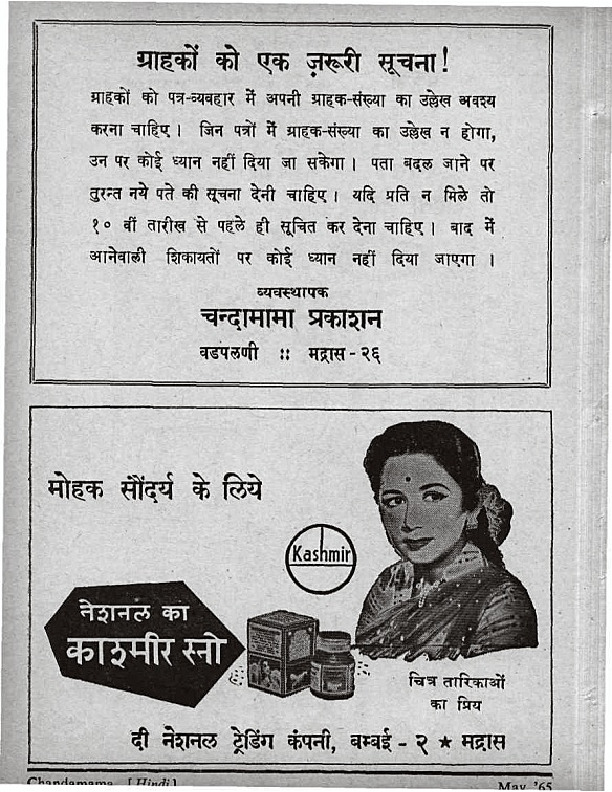 ग्राहकों को एक ज़रूरी सूचना!
ग्राहकों को पत्र-व्यवहार में अपनी ग्राहक-संख्या का उल्लेख अवश्य
करना चाहिए। जिन पत्रों में ग्राहक-संख्या का उल्लेख न होगा,
उन पर कोई ध्यान नहीं दिया जा सकेगा। पता बदल जाने पर
तुरन्त नये पते की सूचना देनी चाहिए। यदि प्रति न मिले तो
१० वीं तारीख से पहले ही सूचित कर देना चाहिए। बाद में
आनेवाली शिकायतों पर कोई ध्यान नहीं दिया जाएगा।
व्यवस्थापक
चन्दामामा प्रकाशन
वडपलणी :: मद्रास - २६
मोहक सौंदर्य के लिये
Kashmir
नेशनल का
काश्मीर स्नो
चित्र तारिकाओं
का प्रिय
दी नेशनल ट्रेडिंग कंपनी, बम्बई - २ ★ मद्रास
Chandamama [Hindi] May '65